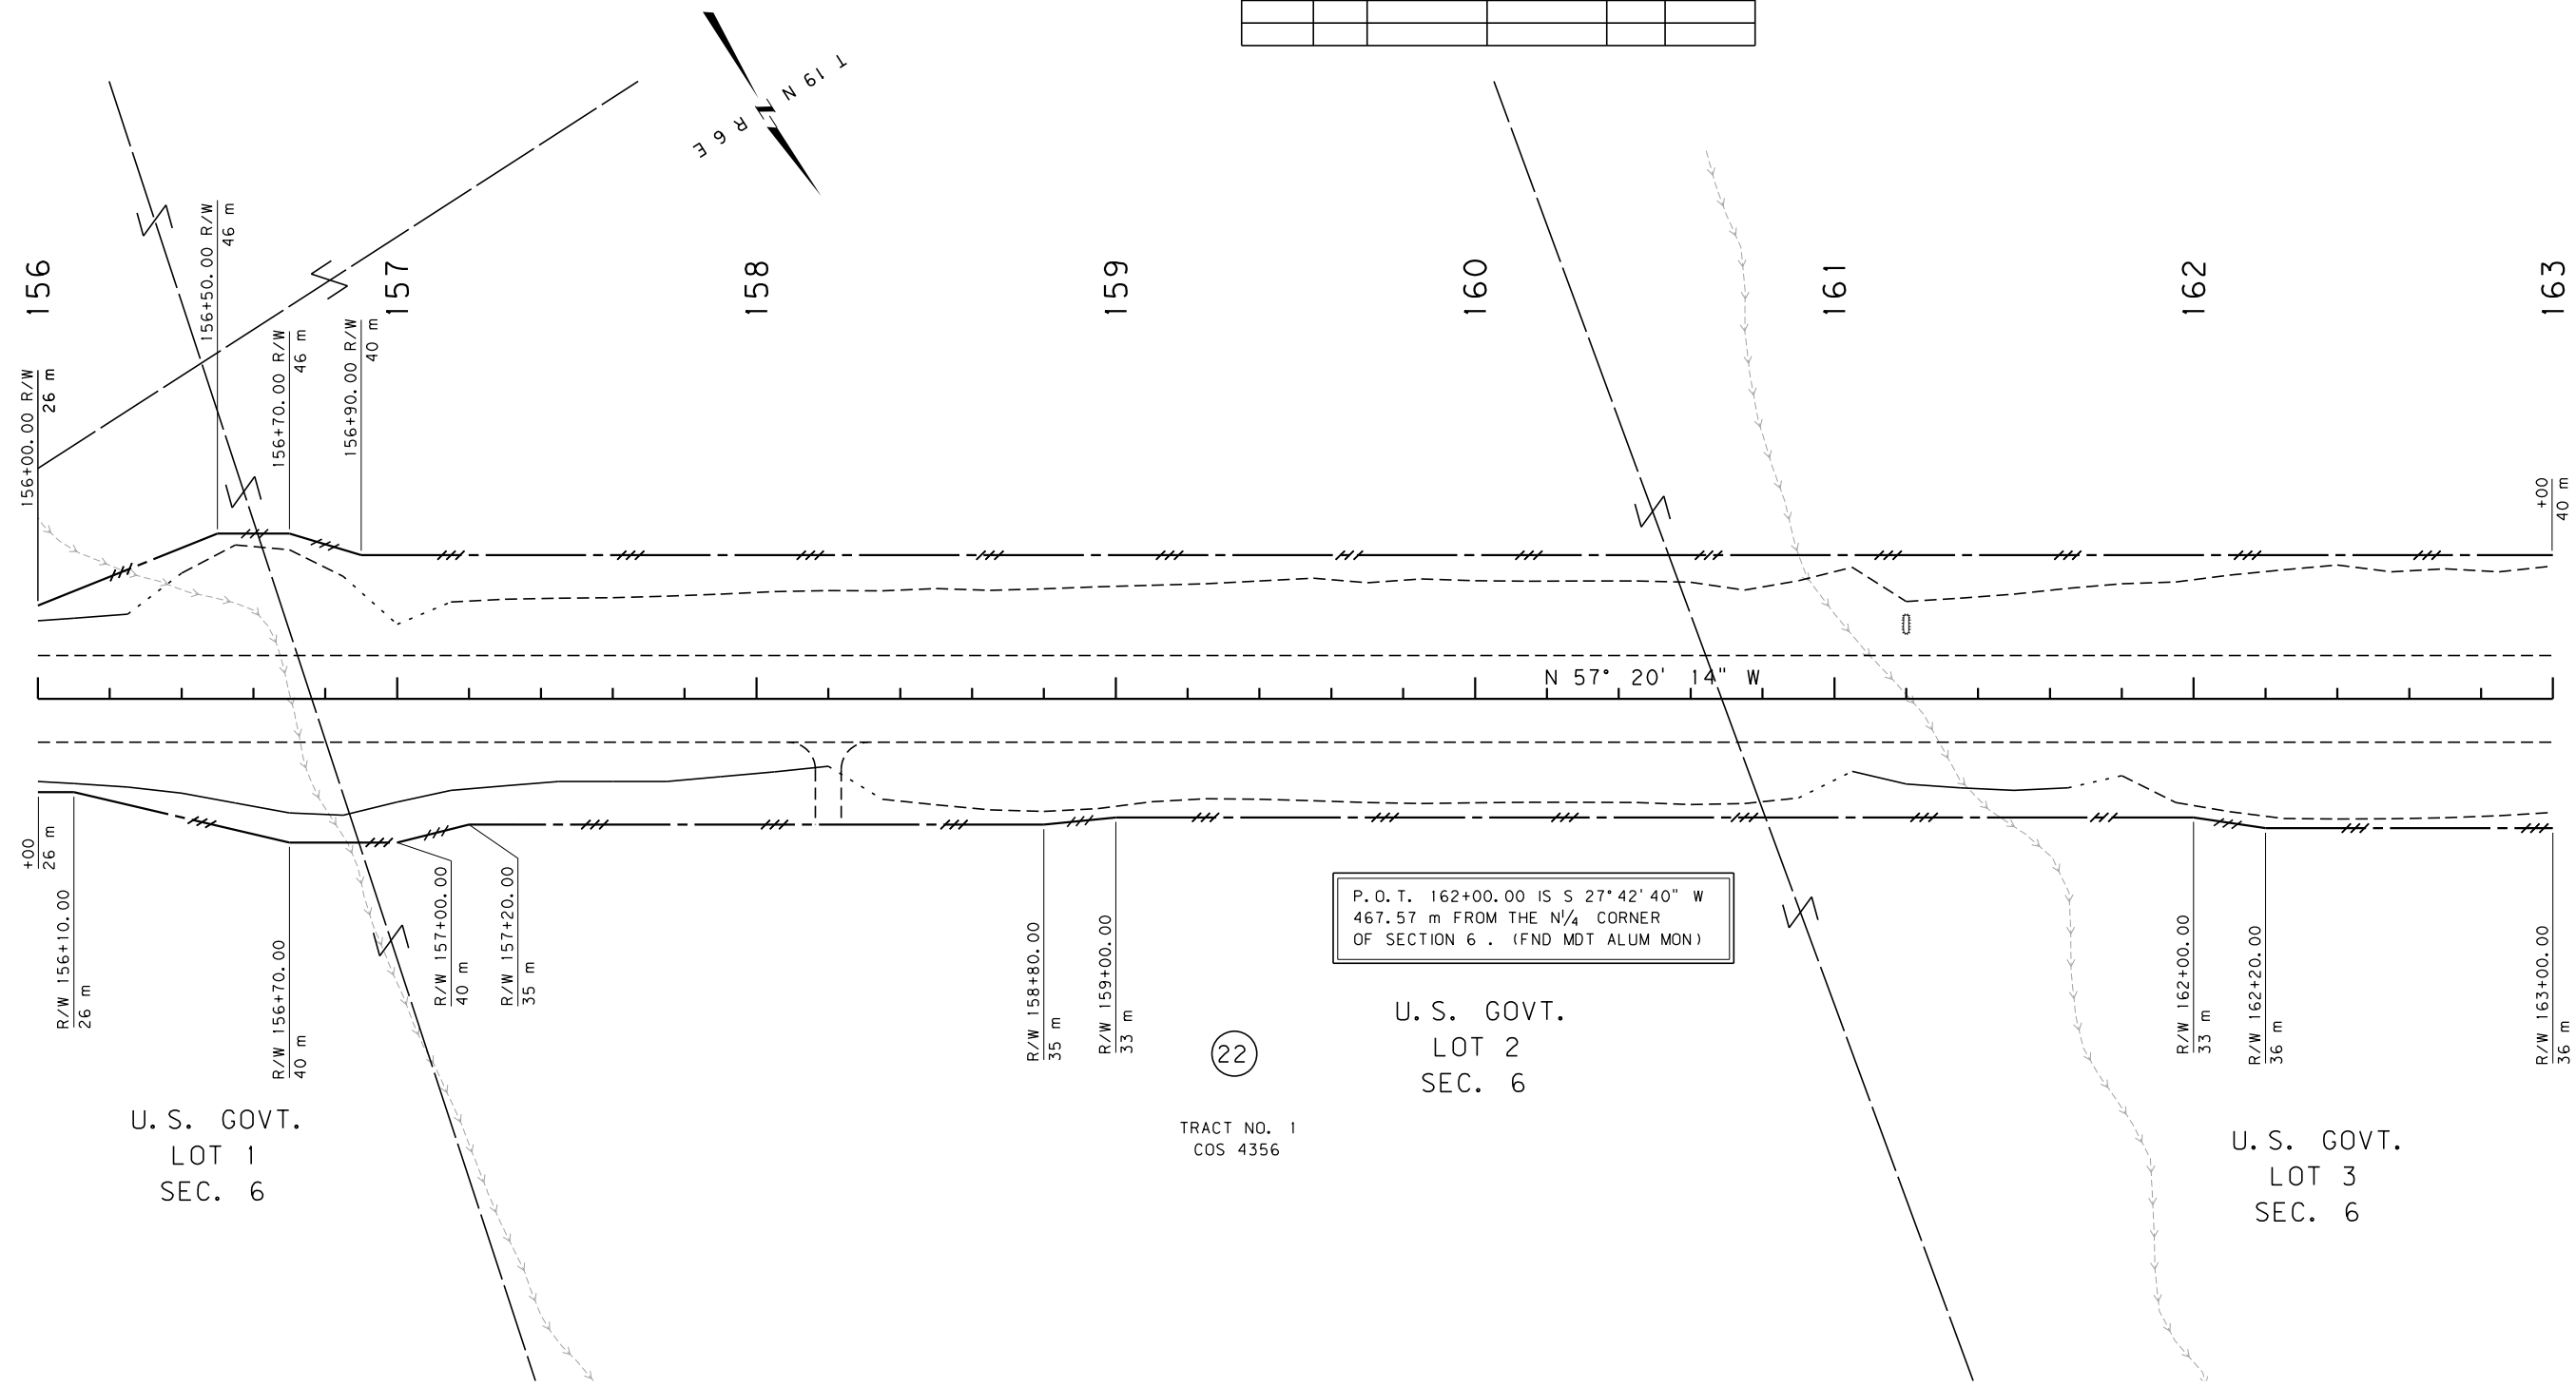 T 19 N
R 6 E
156
157
158
159
160
161
162
163
156+00.00 R/W
26 m
156+50.00 R/W
46 m
156+70.00 R/W
46 m
156+90.00 R/W
40 m
+00
40 m
N 57° 20' 14" W
+00
26 m
R/W 156+10.00
26 m
R/W 156+70.00
40 m
R/W 157+00.00
40 m
R/W 157+20.00
35 m
R/W 158+80.00
35 m
R/W 159+00.00
33 m
P.O.T. 162+00.00 IS S 27°42'40" W
467.57 m FROM THE N¼ CORNER
OF SECTION 6 . (FND MDT ALUM MON)
R/W 162+00.00
33 m
R/W 162+20.00
36 m
R/W 163+00.00
36 m
U.S. GOVT.
LOT 1
SEC. 6
22
TRACT NO. 1
COS 4356
U.S. GOVT.
LOT 2
SEC. 6
U.S. GOVT.
LOT 3
SEC. 6